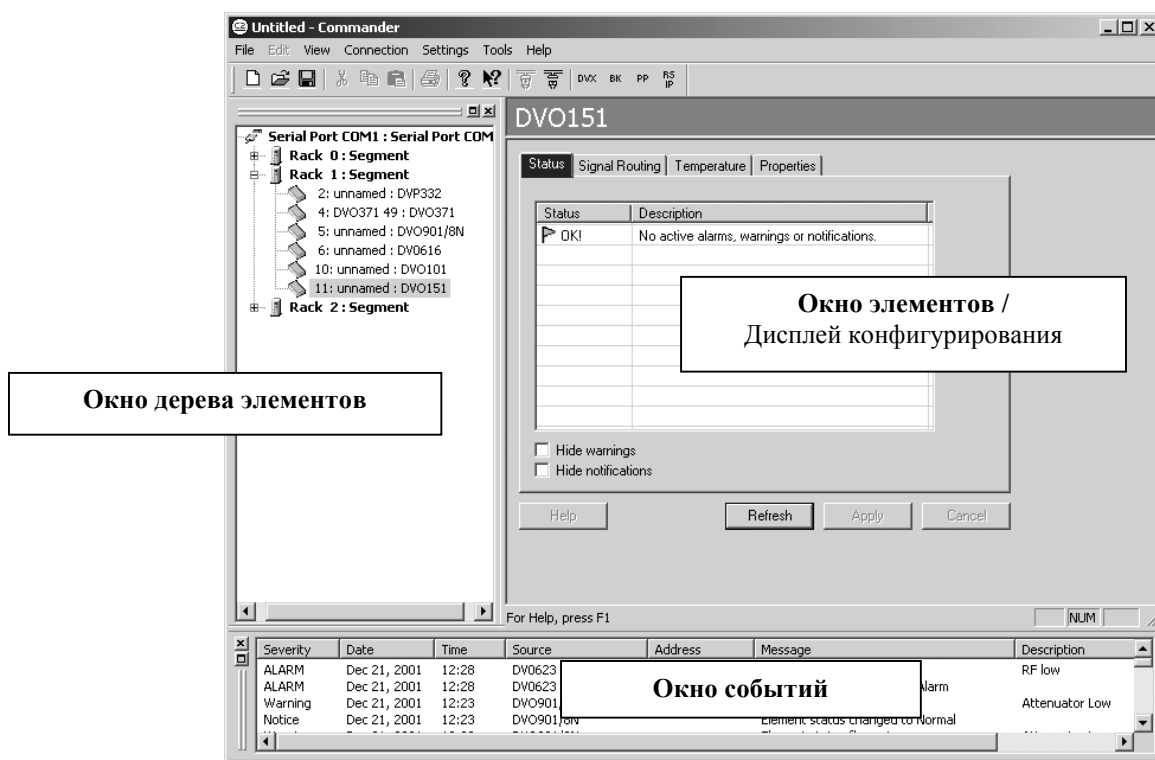 Untitled - Commander
File Edit View Connection Settings Tools Help
DVX BK PP RS IP
Serial Port COM1 : Serial Port COM
Rack 0 : Segment
Rack 1 : Segment
2: unnamed : DVP332
4: DVO371 49 : DVO371
5: unnamed : DVO901/8N
6: unnamed : DV0616
10: unnamed : DVO101
11: unnamed : DVO151
Rack 2 : Segment
Окно дерева элементов
DVO151
Status Signal Routing Temperature Properties
Status Description
OK! No active alarms, warnings or notifications.
Окно элементов /
Дисплей конфигурирования
Hide warnings
Hide notifications
Help Refresh Apply Cancel
For Help, press F1 NUM
Severity Date Time Source Address Message Description
ALARM Dec 21, 2001 12:28 DV0623 RF low
ALARM Dec 21, 2001 12:28 DV0623 Alarm
Warning Dec 21, 2001 12:23 DVO901 Attenuator Low
Notice Dec 21, 2001 12:23 DVO901/8N Element status changed to Normal
Окно событий